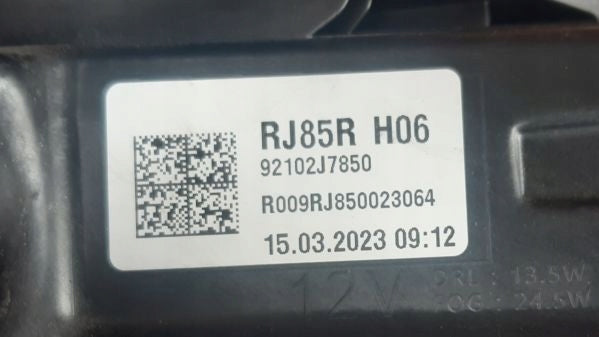 RJ85R H06
92102J7850
R009RJ850023064
15.03.2023 09:12
12V
DRL : 13.5W
FOG : 24.5W